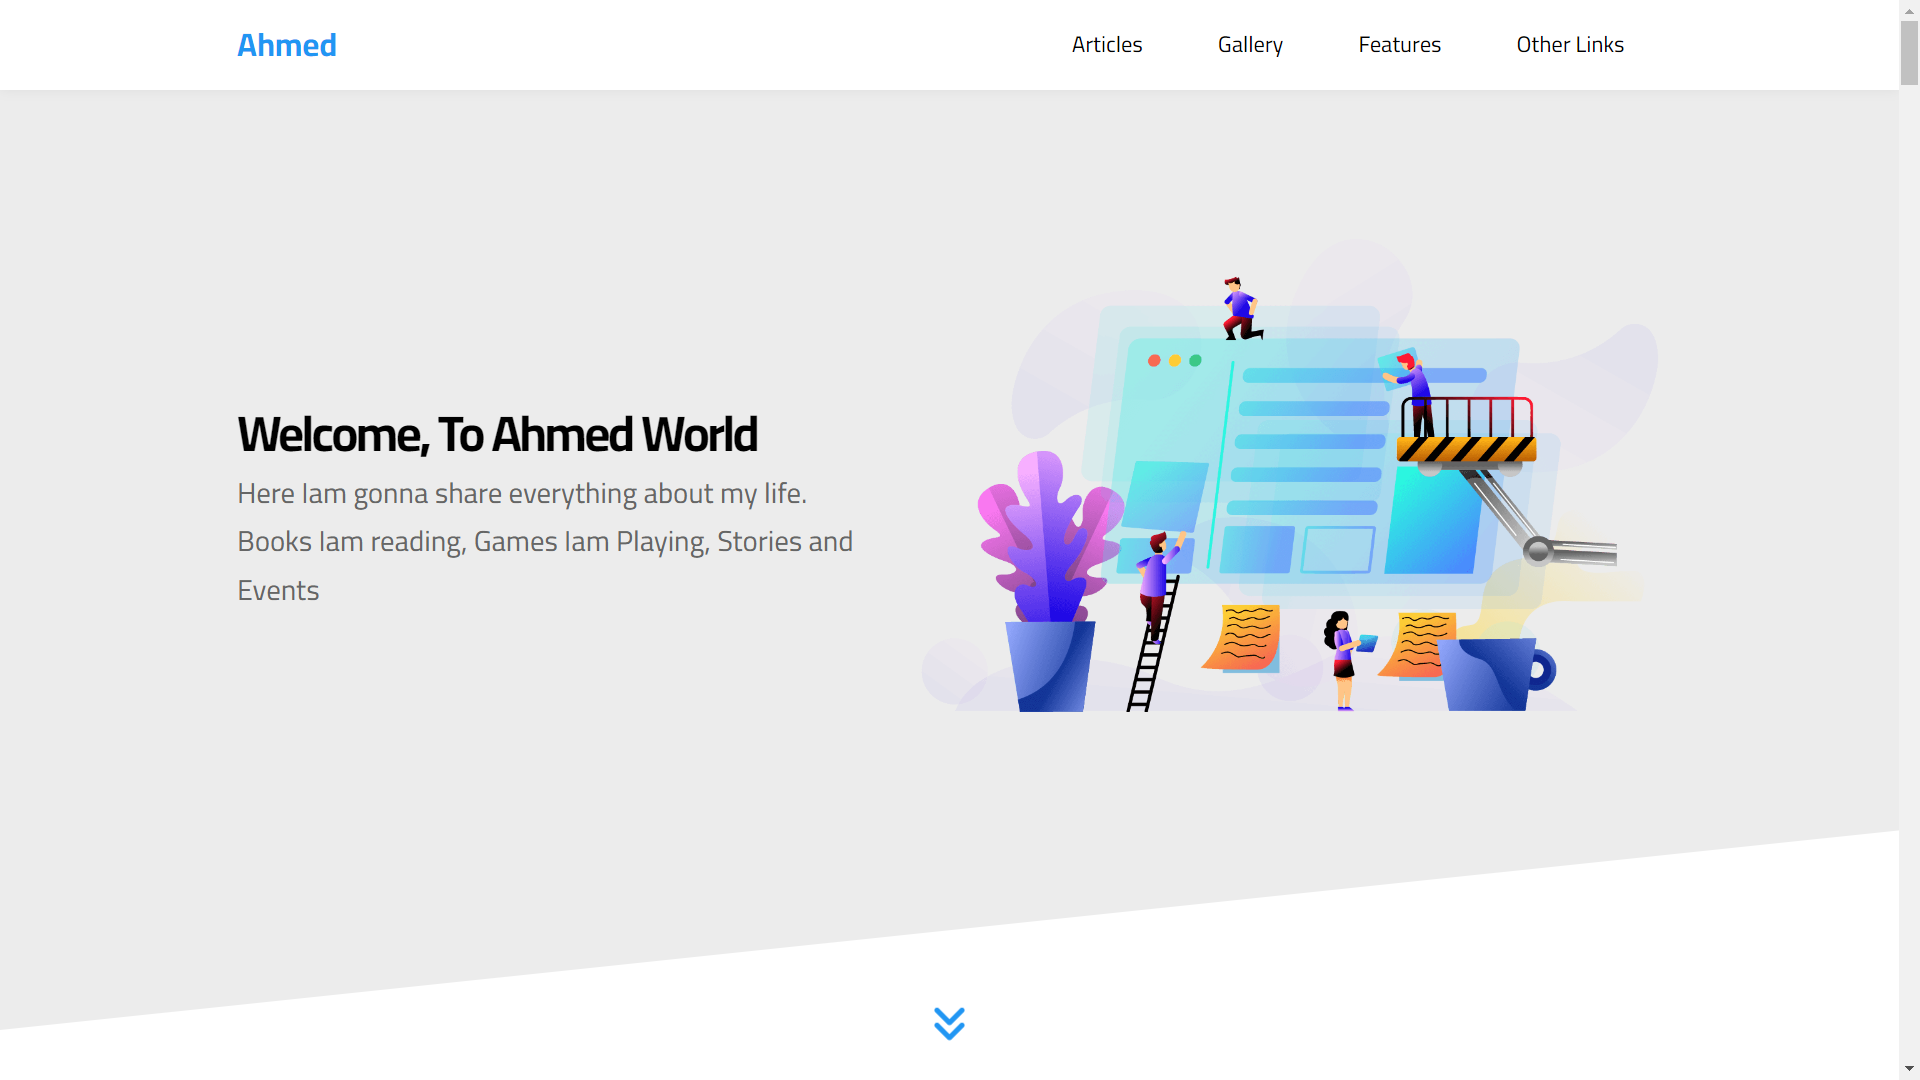 Ahmed
Articles
Gallery
Features
Other Links
Welcome, To Ahmed World
Here Iam gonna share everything about my life.
Books Iam reading, Games Iam Playing, Stories and
Events